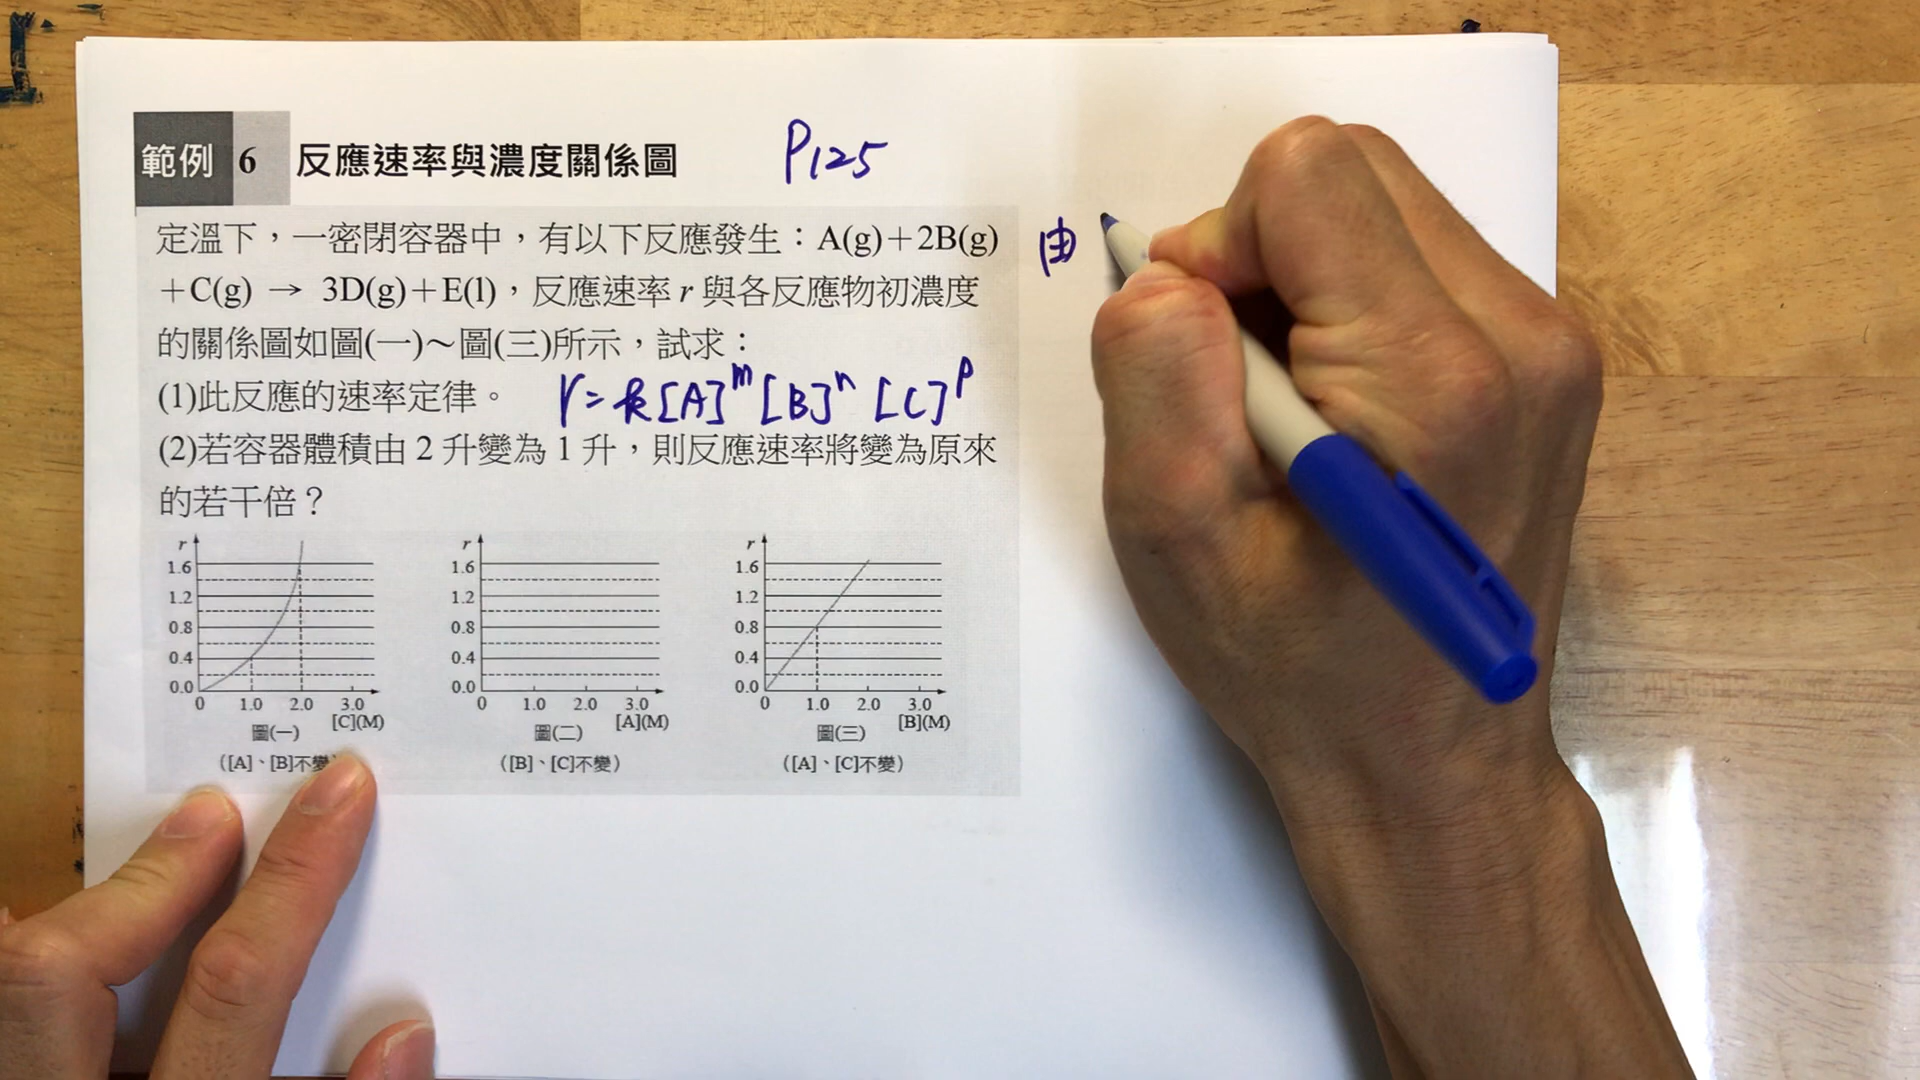 範例 6 反應速率與濃度關係圖 P125
定溫下，一密閉容器中，有以下反應發生：A(g)＋2B(g)
＋C(g) → 3D(g)＋E(l)，反應速率 r 與各反應物初濃度
的關係圖如圖(一)～圖(三)所示，試求：
(1)此反應的速率定律。 r=k[A]^m[B]^n[C]^p
(2)若容器體積由 2 升變為 1 升，則反應速率將變為原來
的若干倍？
由
r
1.6
1.2
0.8
0.4
0.0
0 1.0 2.0 3.0
[C](M)
圖(一)
([A]、[B]不變
r
1.6
1.2
0.8
0.4
0.0
0 1.0 2.0 3.0
[A](M)
圖(二)
([B]、[C]不變)
r
1.6
1.2
0.8
0.4
0.0
0 1.0 2.0 3.0
[B](M)
圖(三)
([A]、[C]不變)